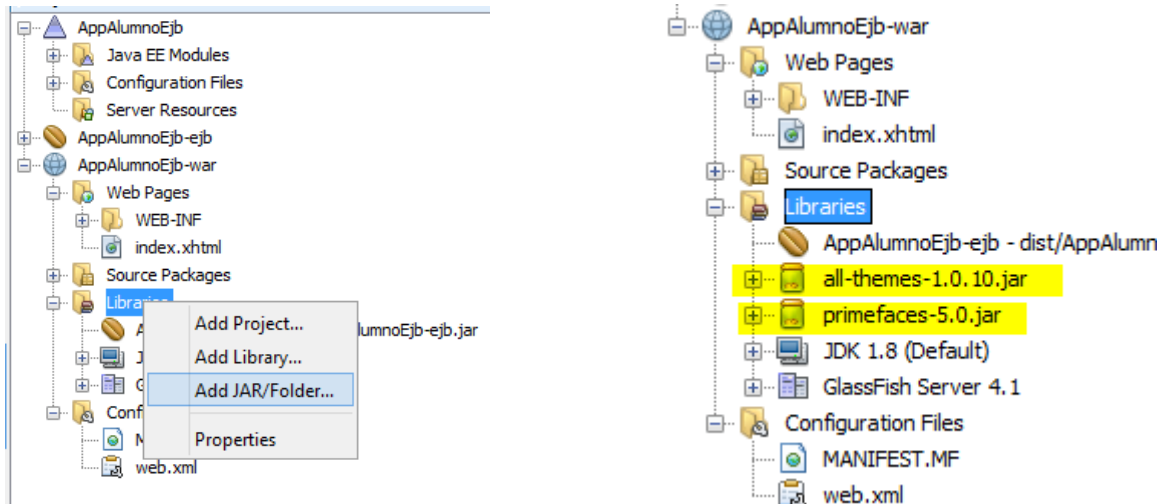 AppAlumnoEjb
Java EE Modules
Configuration Files
Server Resources
AppAlumnoEjb-ejb
AppAlumnoEjb-war
Web Pages
WEB-INF
index.xhtml
Source Packages
Libraries
Add Project...
lumnoEjb-ejb.jar
Add Library...
Add JAR/Folder...
Conf
Properties
web.xml
AppAlumnoEjb-war
Web Pages
WEB-INF
index.xhtml
Source Packages
Libraries
AppAlumnoEjb-ejb - dist/AppAlumn
all-themes-1.0.10.jar
primefaces-5.0.jar
JDK 1.8 (Default)
GlassFish Server 4.1
Configuration Files
MANIFEST.MF
web.xml